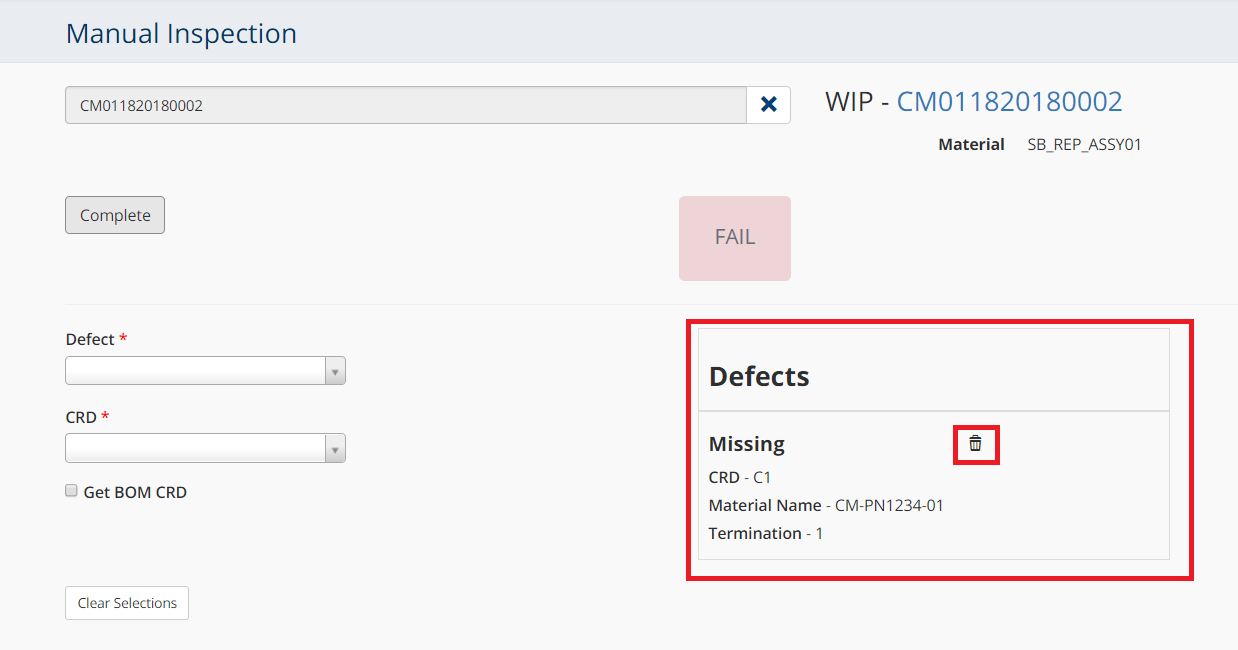 Manual Inspection
CM011820180002
WIP - CM011820180002
Material SB_REP_ASSY01
Complete
FAIL
Defect *
CRD *
Get BOM CRD
Clear Selections
Defects
Missing
CRD - C1
Material Name - CM-PN1234-01
Termination - 1